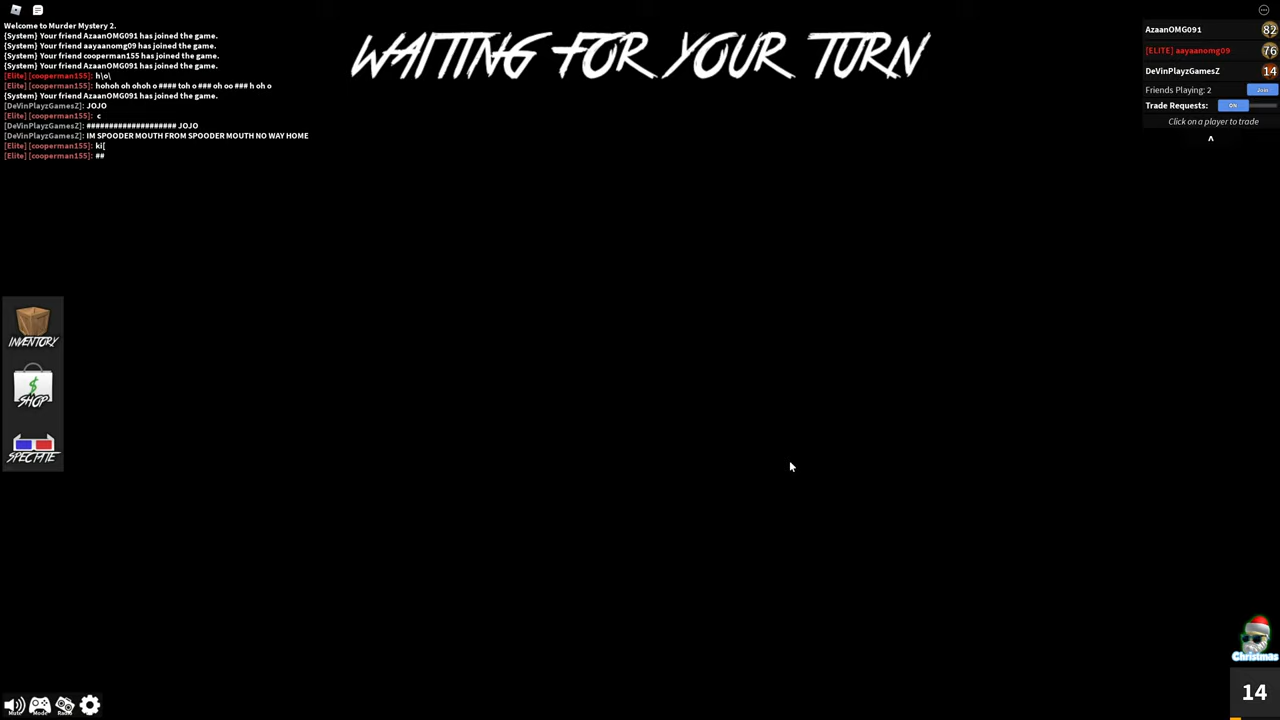 Welcome to Murder Mystery 2.
{System} Your friend AzaanOMG091 has joined the game.
{System} Your friend aayaanomg09 has joined the game.
{System} Your friend cooperman155 has joined the game.
{System} Your friend AzaanOMG091 has joined the game.
[Elite] [cooperman155]: h\o\
[Elite] [cooperman155]: hohoh oh ohoh o #### toh o ### oh oo ### h oh o
{System} Your friend AzaanOMG091 has joined the game.
[DeVinPlayzGamesZ]: JOJO
[Elite] [cooperman155]: c
[DeVinPlayzGamesZ]: #################### JOJO
[DeVinPlayzGamesZ]: IM SPOODER MOUTH FROM SPOODER MOUTH NO WAY HOME
[Elite] [cooperman155]: ki[
[Elite] [cooperman155]: ##
WAITING FOR YOUR TURN
AzaanOMG091 82
[ELITE] aayaanomg09 76
DeVinPlayzGamesZ 14
Friends Playing: 2 Join
Trade Requests: ON
Click on a player to trade
INVENTORY
$
SHOP
SPECTATE
Christmas
Mute Mode Radio
14